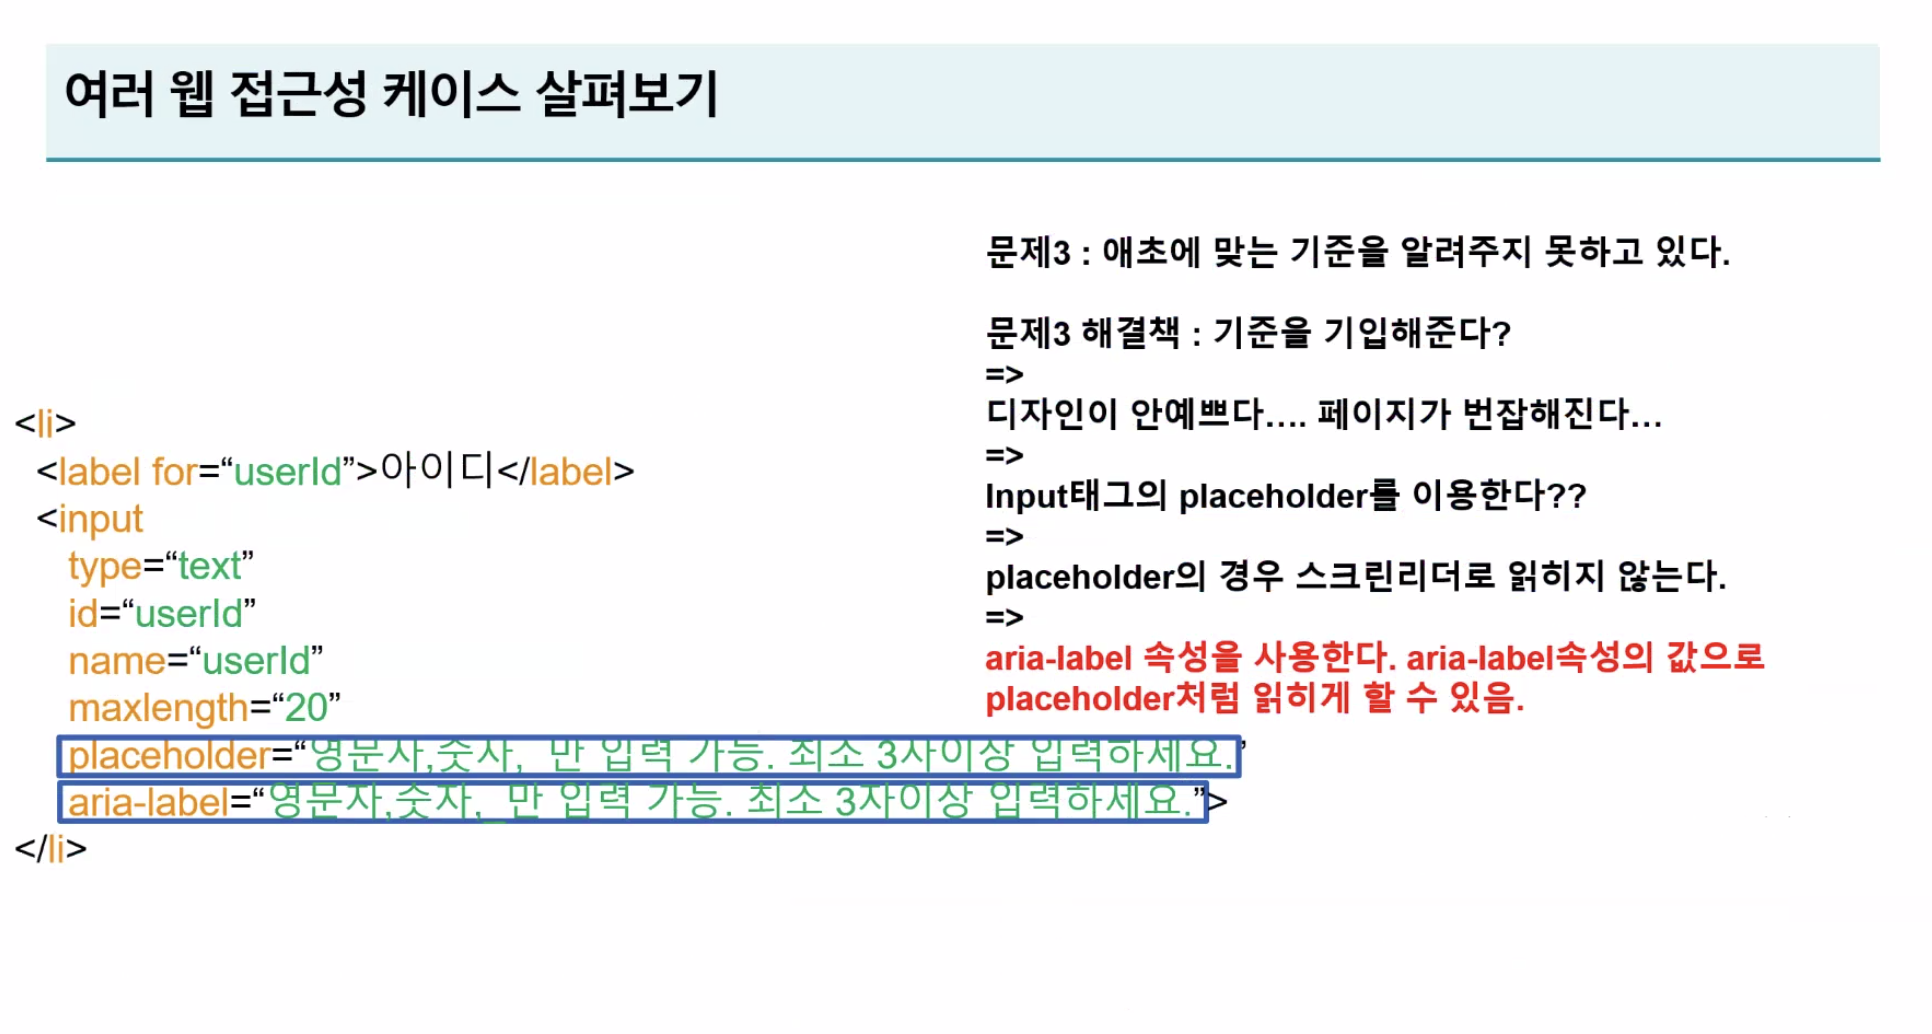 여러 웹 접근성 케이스 살펴보기
문제3 : 애초에 맞는 기준을 알려주지 못하고 있다.
문제3 해결책 : 기준을 기입해준다?
=>
디자인이 안예쁘다.... 페이지가 번잡해진다...
=>
Input태그의 placeholder를 이용한다??
=>
placeholder의 경우 스크린리더로 읽히지 않는다.
=>
aria-label 속성을 사용한다. aria-label속성의 값으로
placeholder처럼 읽히게 할 수 있음.
<li>
<label for=“userId”>아이디</label>
<input
type=“text”
id=“userId”
name=“userId”
maxlength=“20”
placeholder=“영문자,숫자,_만 입력 가능. 최소 3자이상 입력하세요.”
aria-label=“영문자,숫자,_만 입력 가능. 최소 3자이상 입력하세요.”>
</li>